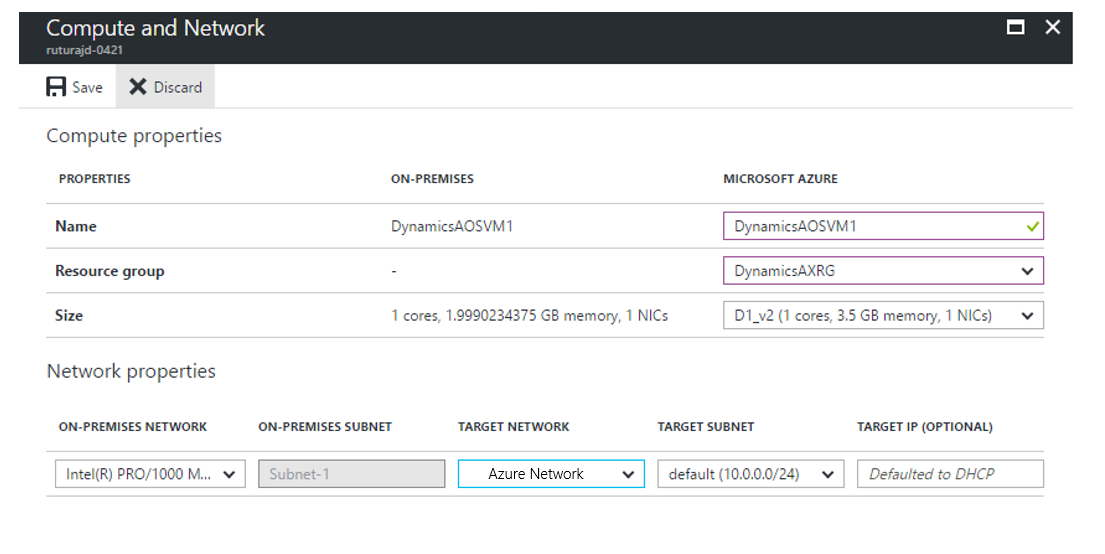 Compute and Network
ruturajd-0421
Save Discard
Compute properties
PROPERTIES ON-PREMISES MICROSOFT AZURE
Name DynamicsAOSVM1 DynamicsAOSVM1
Resource group - DynamicsAXRG
Size 1 cores, 1.9990234375 GB memory, 1 NICs D1_v2 (1 cores, 3.5 GB memory, 1 NICs)
Network properties
ON-PREMISES NETWORK ON-PREMISES SUBNET TARGET NETWORK TARGET SUBNET TARGET IP (OPTIONAL)
Intel(R) PRO/1000 M... Subnet-1 Azure Network default (10.0.0.0/24) Defaulted to DHCP